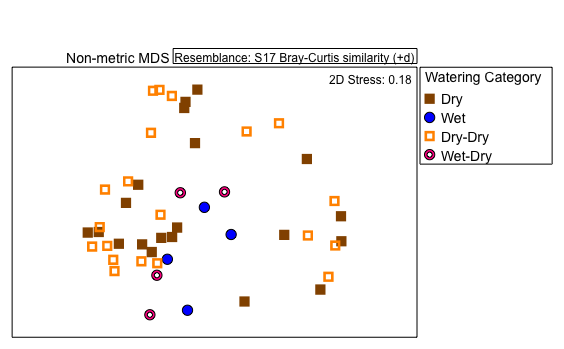 Non-metric MDS
Resemblance: S17 Bray-Curtis similarity (+d)
2D Stress: 0.18
Watering Category
Dry
Wet
Dry-Dry
Wet-Dry